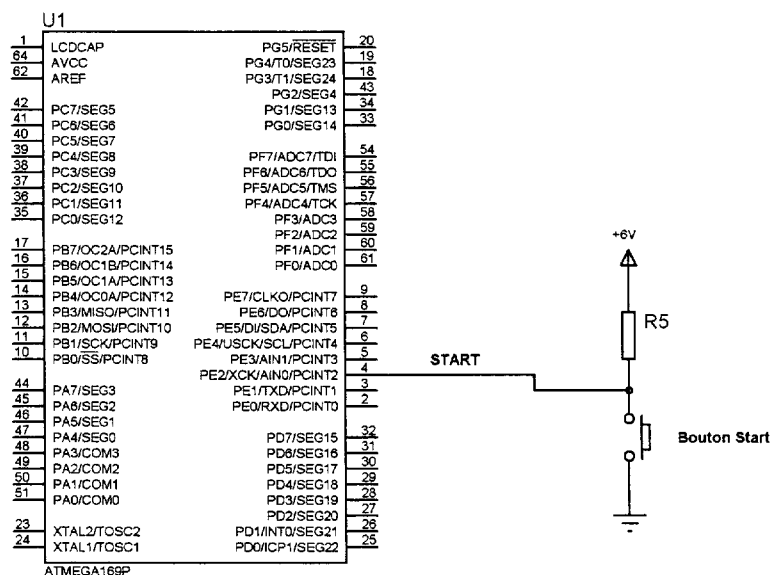 U1
1 LCDCAP
64 AVCC
62 AREF
42 PC7/SEG5
41 PC6/SEG6
40 PC5/SEG7
39 PC4/SEG8
38 PC3/SEG9
37 PC2/SEG10
36 PC1/SEG11
35 PC0/SEG12
17 PB7/OC2A/PCINT15
16 PB6/OC1B/PCINT14
15 PB5/OC1A/PCINT13
14 PB4/OC0A/PCINT12
13 PB3/MISO/PCINT11
12 PB2/MOSI/PCINT10
11 PB1/SCK/PCINT9
10 PB0/SS/PCINT8
44 PA7/SEG3
45 PA6/SEG2
46 PA5/SEG1
47 PA4/SEG0
48 PA3/COM3
49 PA2/COM2
50 PA1/COM1
51 PA0/COM0
23 XTAL2/TOSC2
24 XTAL1/TOSC1
PG5/RESET 20
PG4/T0/SEG23 19
PG3/T1/SEG24 18
PG2/SEG4 43
PG1/SEG13 34
PG0/SEG14 33
PF7/ADC7/TDI 54
PF6/ADC6/TDO 55
PF5/ADC5/TMS 56
PF4/ADC4/TCK 57
PF3/ADC3 58
PF2/ADC2 59
PF1/ADC1 60
PF0/ADC0 61
PE7/CLKO/PCINT7 9
PE6/DO/PCINT6 8
PE5/DI/SDA/PCINT5 7
PE4/USCK/SCL/PCINT4 6
PE3/AIN1/PCINT3 5
PE2/XCK/AIN0/PCINT2 4
PE1/TXD/PCINT1 3
PE0/RXD/PCINT0 2
PD7/SEG15 32
PD6/SEG16 31
PD5/SEG17 30
PD4/SEG18 29
PD3/SEG19 28
PD2/SEG20 27
PD1/INT0/SEG21 26
PD0/ICP1/SEG22 25
ATMEGA169P
START
+6V
R5
Bouton Start